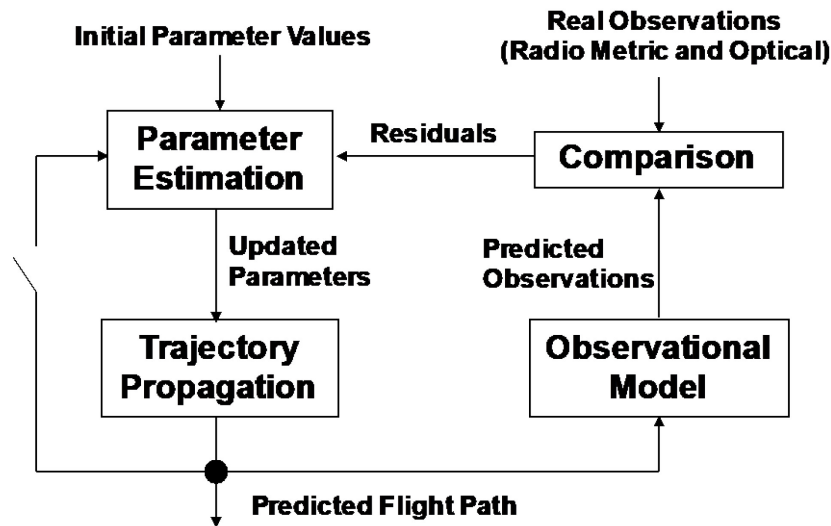 Initial Parameter Values
Real Observations
(Radio Metric and Optical)
Parameter
Estimation
Residuals
Comparison
Updated
Parameters
Predicted
Observations
Trajectory
Propagation
Observational
Model
Predicted Flight Path